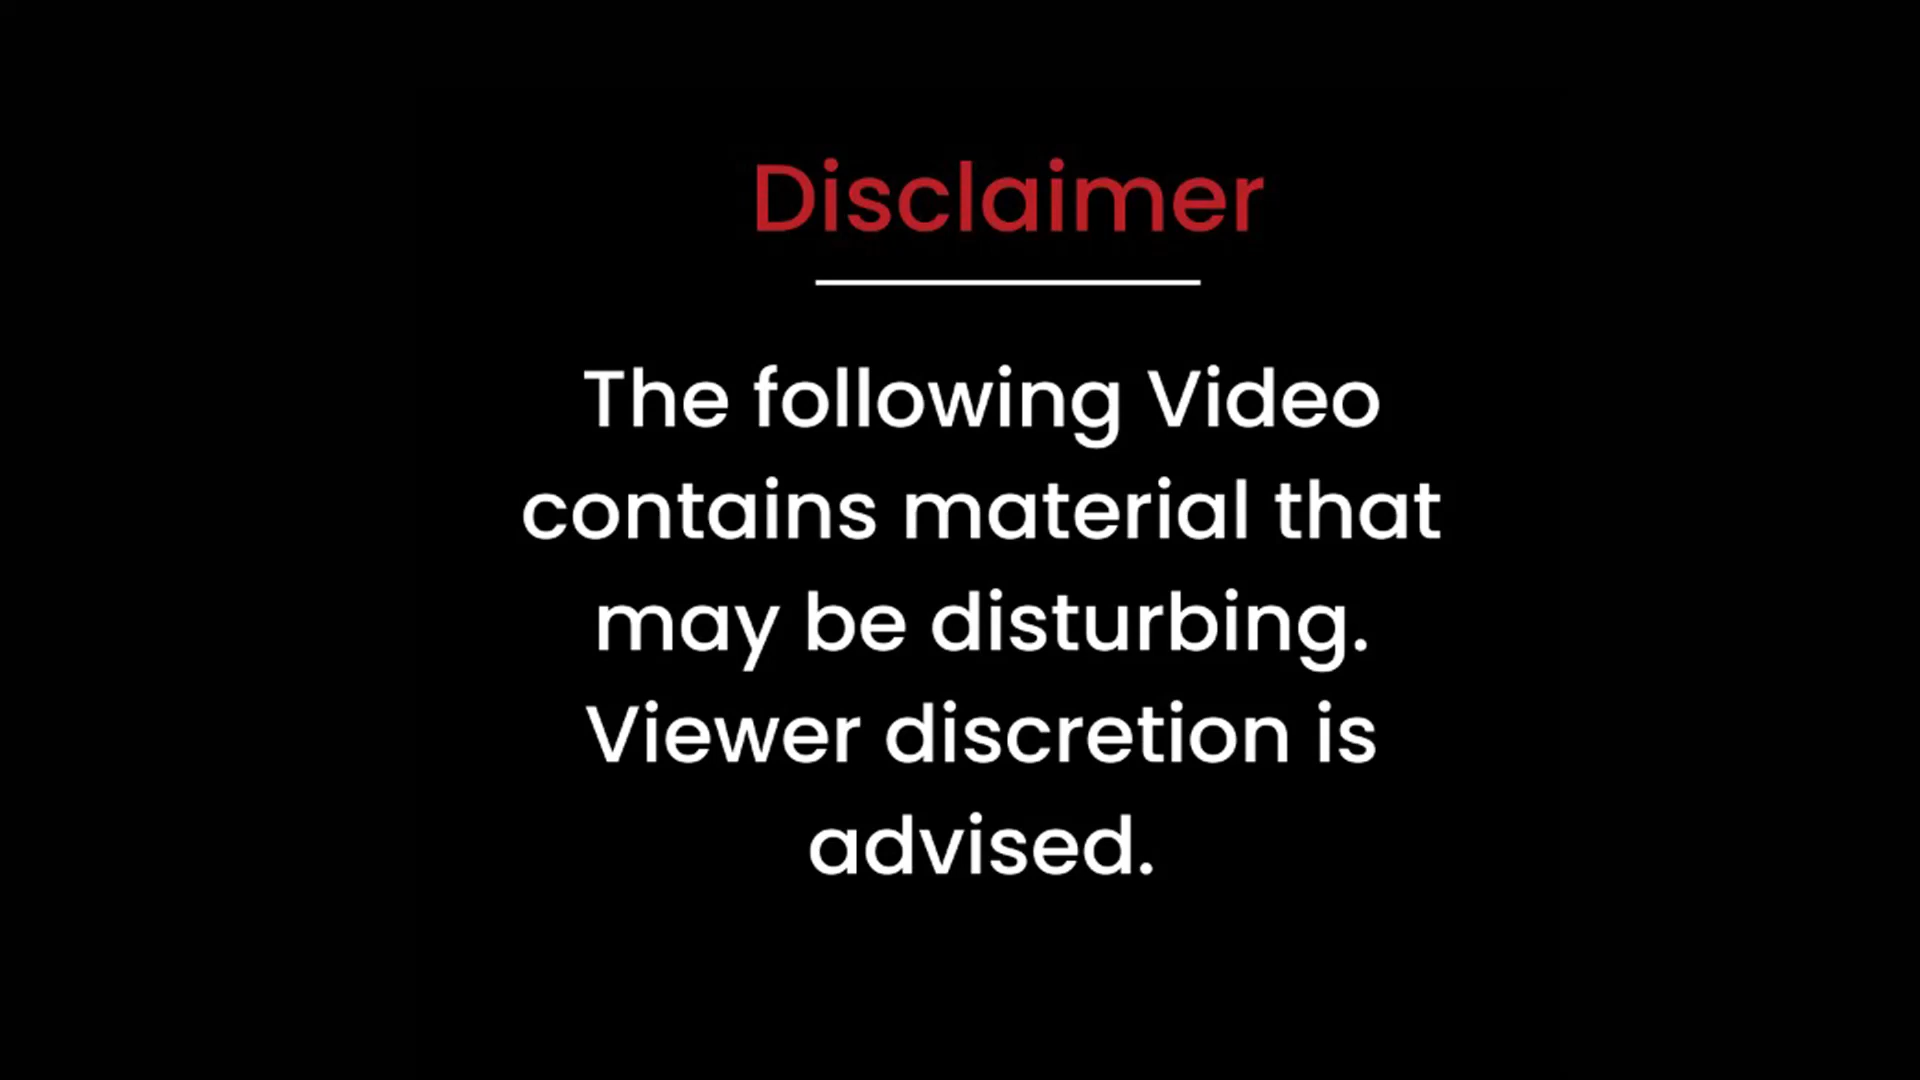 Disclaimer
The following Video
contains material that
may be disturbing.
Viewer discretion is
advised.